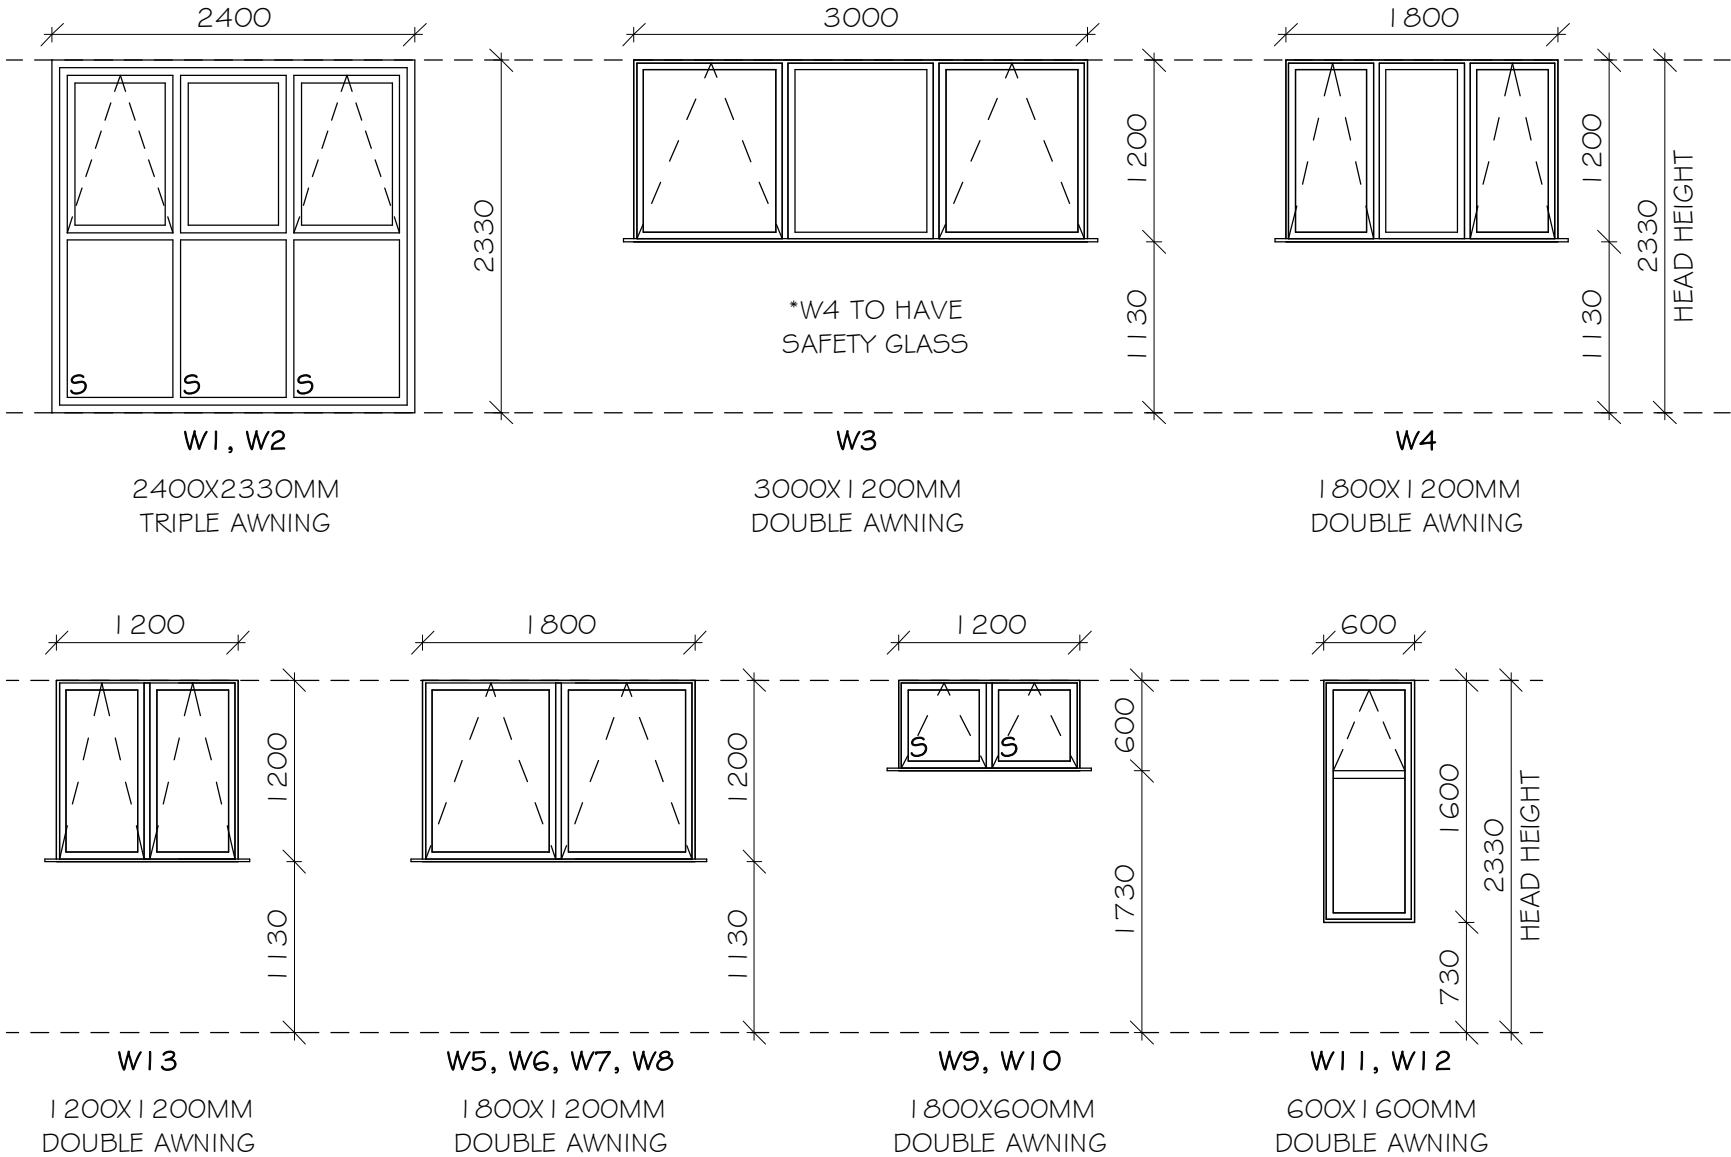 2400
3000
1800
2330
1200
1130
1200
1130
2330
HEAD HEIGHT
*W4 TO HAVE
SAFETY GLASS
S S S
W1, W2
2400X2330MM
TRIPLE AWNING
W3
3000X1200MM
DOUBLE AWNING
W4
1800X1200MM
DOUBLE AWNING
1200
1800
1200
600
1200
1130
1200
1130
S S
600
1730
1600
730
2330
HEAD HEIGHT
W13
1200X1200MM
DOUBLE AWNING
W5, W6, W7, W8
1800X1200MM
DOUBLE AWNING
W9, W10
1800X600MM
DOUBLE AWNING
W11, W12
600X1600MM
DOUBLE AWNING